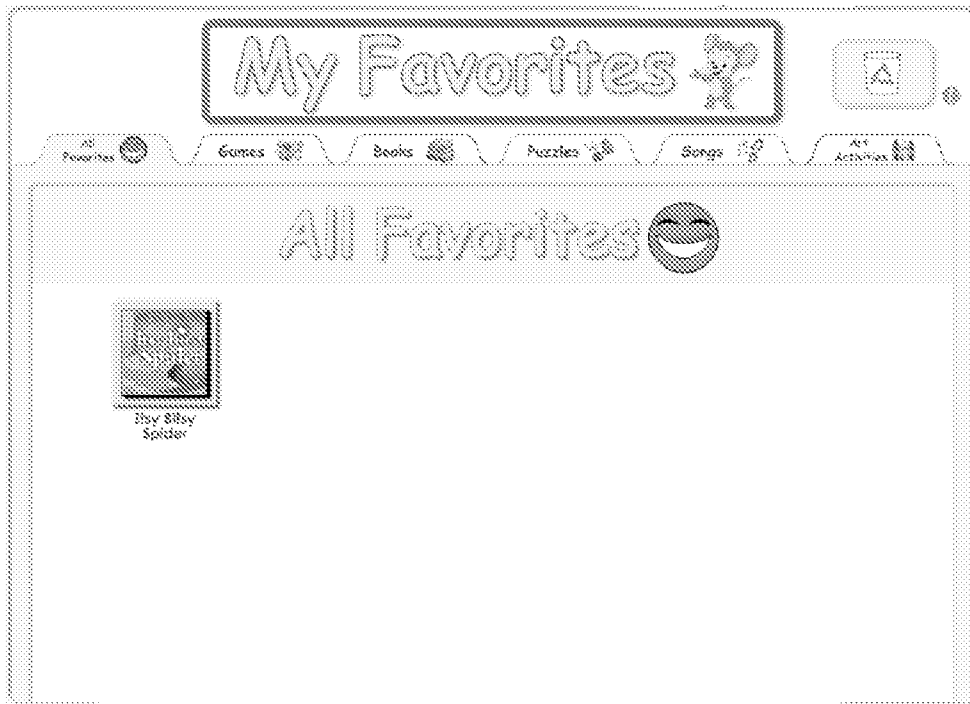 My Favorites
All
Favorites
Games
Books
Puzzles
Songs
Art
Activities
All Favorites
Itsy Bitsy
Spider